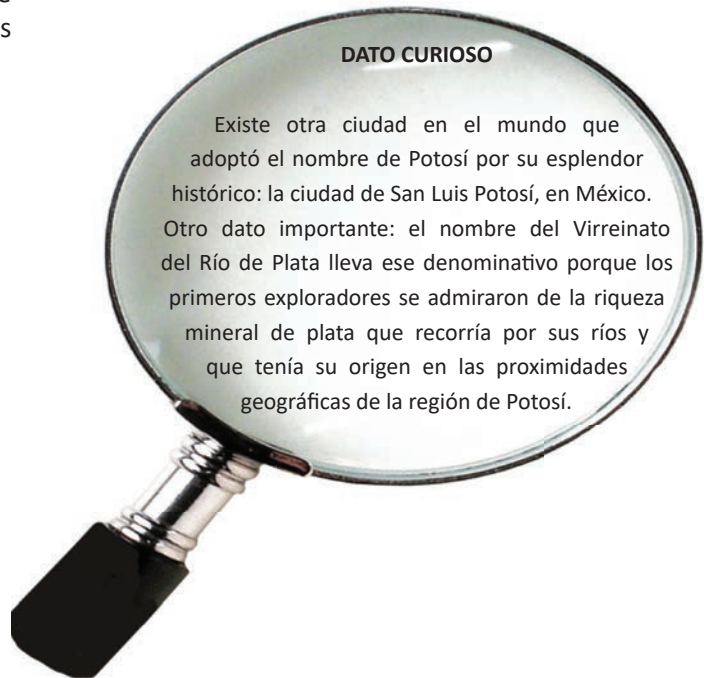 s
DATO CURIOSO
Existe otra ciudad en el mundo que
adoptó el nombre de Potosí por su esplendor
histórico: la ciudad de San Luis Potosí, en México.
Otro dato importante: el nombre del Virreinato
del Río de Plata lleva ese denominativo porque los
primeros exploradores se admiraron de la riqueza
mineral de plata que recorría por sus ríos y
que tenía su origen en las proximidades
geográficas de la región de Potosí.